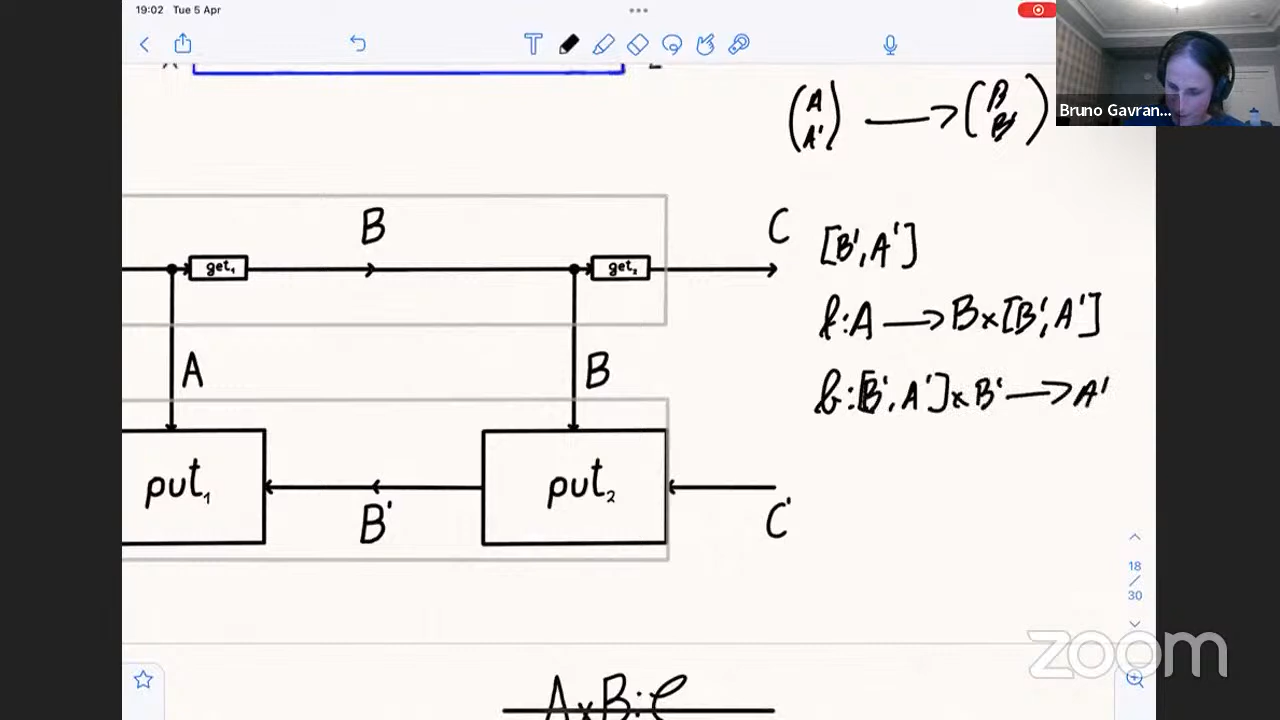 19:02 Tue 5 Apr
Bruno Gavran...
(A A') ⟶ (B B')
B
C
get₁
get₂
[B', A']
f : A ⟶ B × [B', A']
A
B
b : [B', A'] × B' ⟶ A'
put₁
put₂
B'
C'
18
/
30
zoom
A × B : C